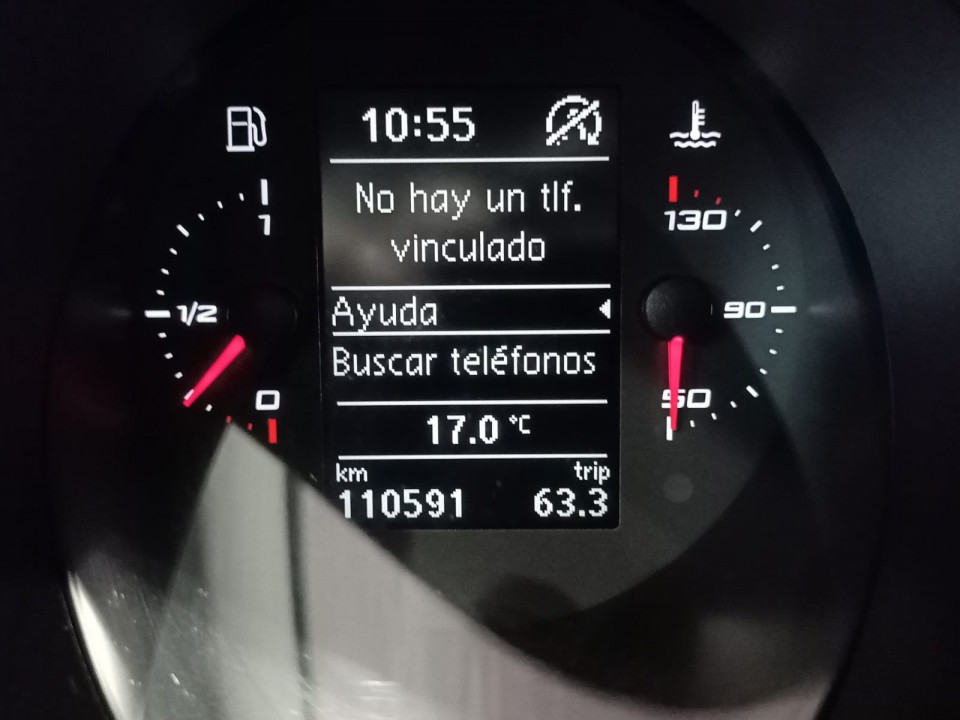 10:55
No hay un tlf.
vinculado
Ayuda
Buscar teléfonos
17.0 °C
km trip
110591 63.3
1
1/2
0
130
90
50